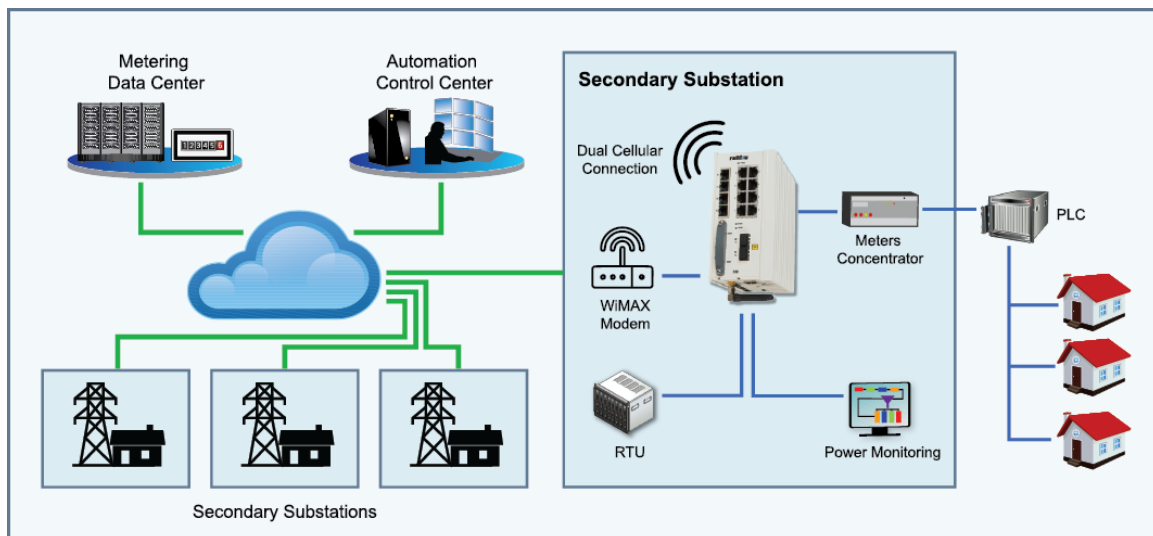 Metering
Data Center
Automation
Control Center
123456
Secondary Substations
Secondary Substation
Dual Cellular
Connection
WiMAX
Modem
RTU
Meters
Concentrator
Power Monitoring
PLC